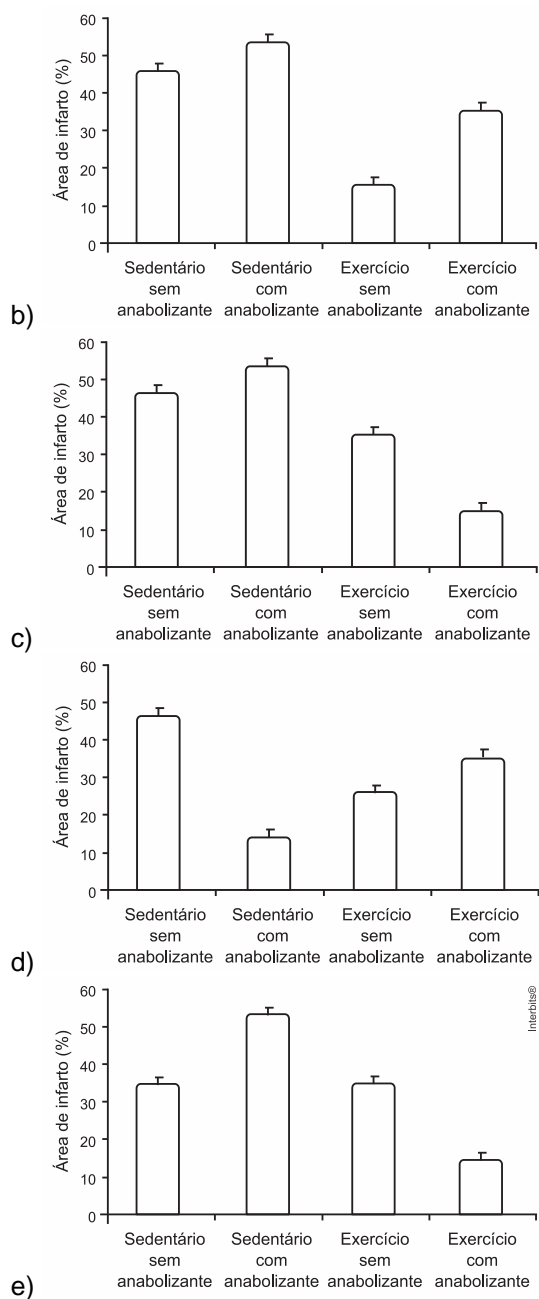 60
50
40
30
20
10
0
Área de infarto (%)
Sedentário sem anabolizante
Sedentário com anabolizante
Exercício sem anabolizante
Exercício com anabolizante
b)
60
50
40
30
20
10
0
Área de infarto (%)
Sedentário sem anabolizante
Sedentário com anabolizante
Exercício sem anabolizante
Exercício com anabolizante
c)
60
50
40
30
20
10
0
Área de infarto (%)
Sedentário sem anabolizante
Sedentário com anabolizante
Exercício sem anabolizante
Exercício com anabolizante
d)
60
50
40
30
20
10
0
Área de infarto (%)
Interbits®
Sedentário sem anabolizante
Sedentário com anabolizante
Exercício sem anabolizante
Exercício com anabolizante
e)